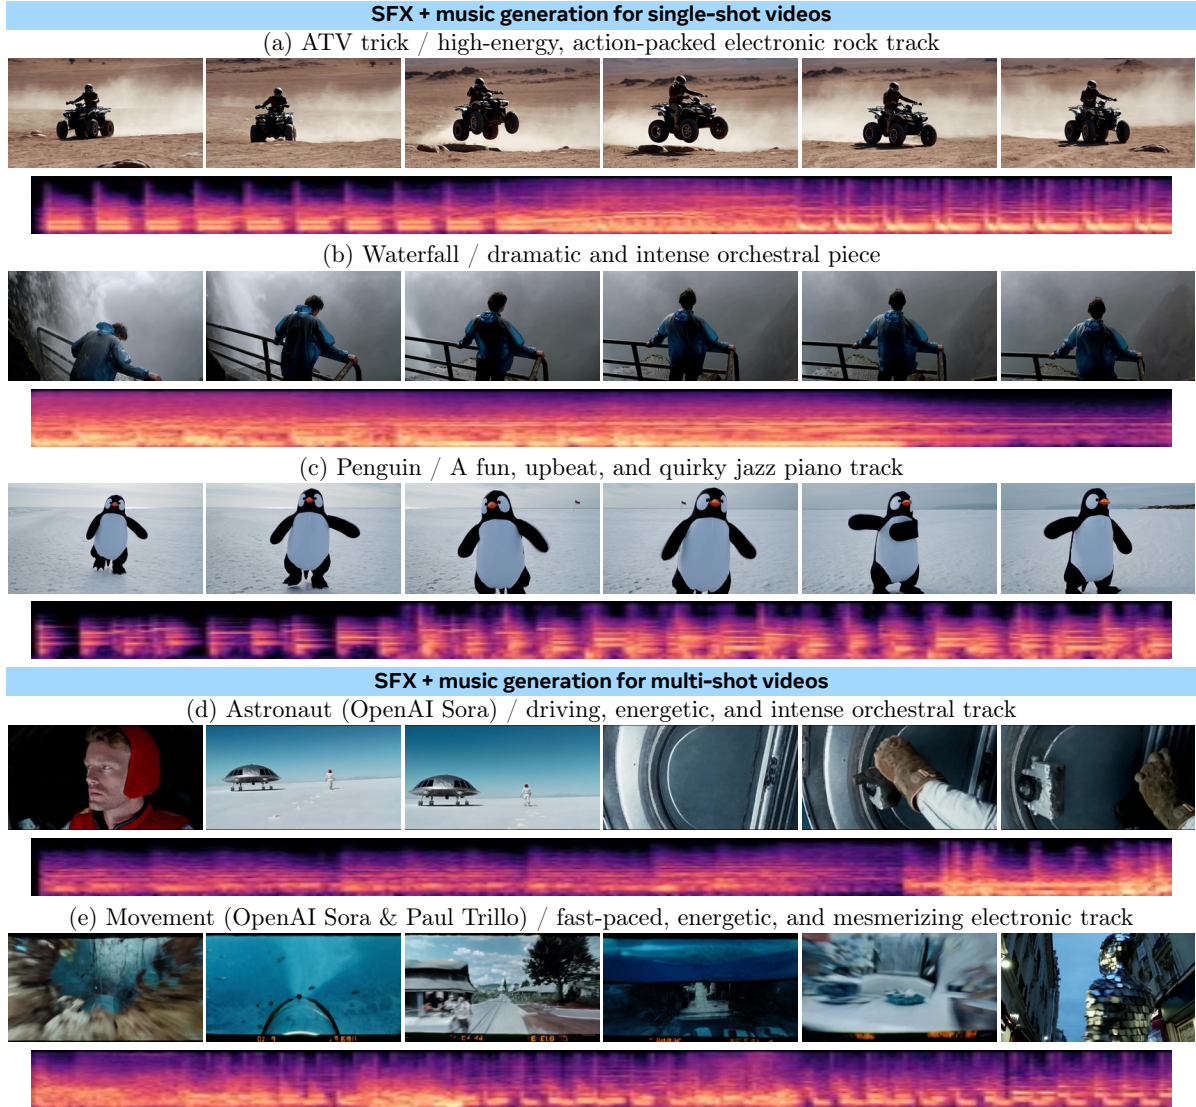 SFX + music generation for single-shot videos
(a) ATV trick / high-energy, action-packed electronic rock track
(b) Waterfall / dramatic and intense orchestral piece
(c) Penguin / A fun, upbeat, and quirky jazz piano track
SFX + music generation for multi-shot videos
(d) Astronaut (OpenAI Sora) / driving, energetic, and intense orchestral track
(e) Movement (OpenAI Sora & Paul Trillo) / fast-paced, energetic, and mesmerizing electronic track